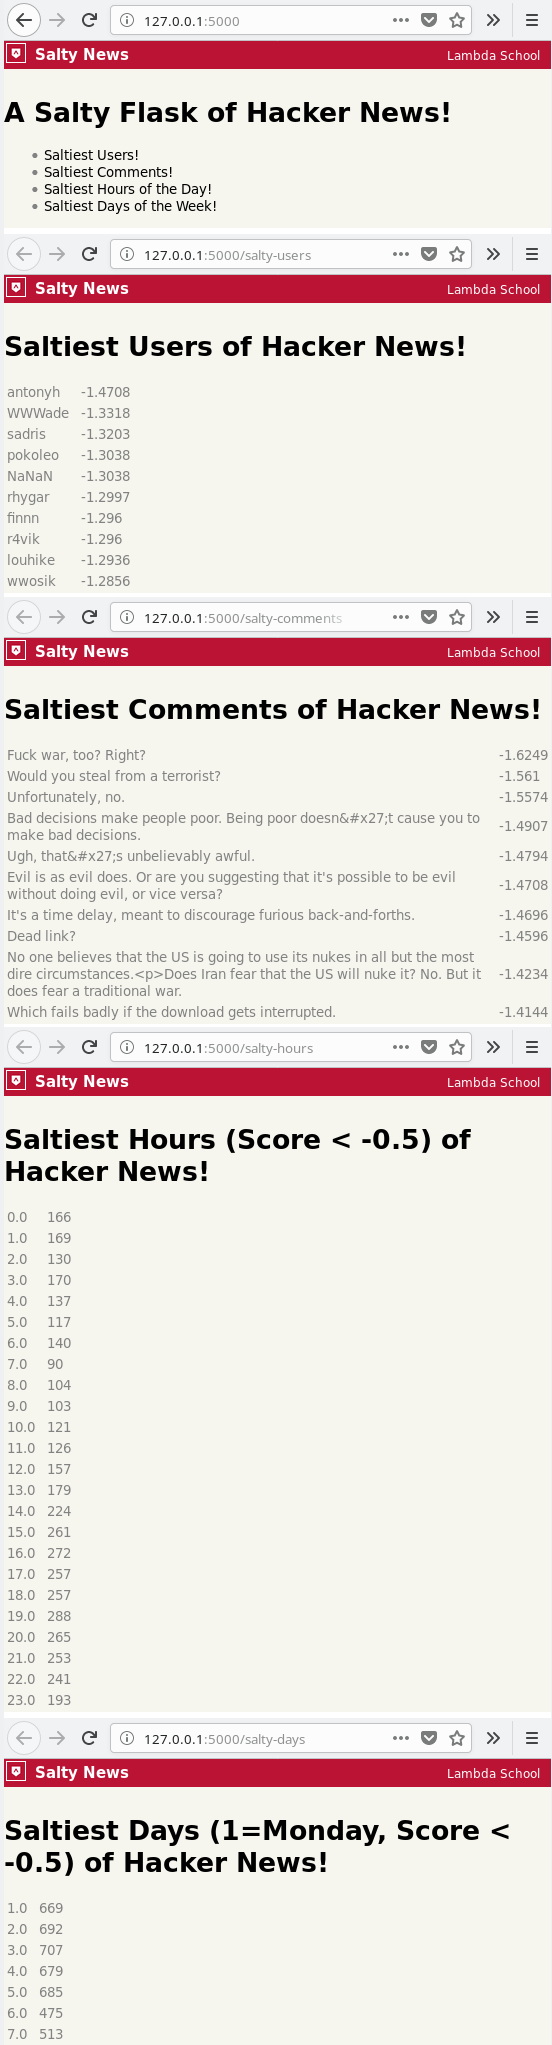 127.0.0.1:5000
Salty News Lambda School
A Salty Flask of Hacker News!
Saltiest Users!
Saltiest Comments!
Saltiest Hours of the Day!
Saltiest Days of the Week!
127.0.0.1:5000/salty-users
Salty News Lambda School
Saltiest Users of Hacker News!
antonyh -1.4708
WWWade -1.3318
sadris -1.3203
pokoleo -1.3038
NaNaN -1.3038
rhygar -1.2997
finnn -1.296
r4vik -1.296
louhike -1.2936
wwosik -1.2856
127.0.0.1:5000/salty-comments
Salty News Lambda School
Saltiest Comments of Hacker News!
Fuck war, too? Right? -1.6249
Would you steal from a terrorist? -1.561
Unfortunately, no. -1.5574
Bad decisions make people poor. Being poor doesn&#x27;t cause you to
make bad decisions. -1.4907
Ugh, that&#x27;s unbelievably awful. -1.4794
Evil is as evil does. Or are you suggesting that it's possible to be evil
without doing evil, or vice versa? -1.4708
It's a time delay, meant to discourage furious back-and-forths. -1.4696
Dead link? -1.4596
No one believes that the US is going to use its nukes in all but the most
dire circumstances.<p>Does Iran fear that the US will nuke it? No. But it -1.4234
does fear a traditional war.
Which fails badly if the download gets interrupted. -1.4144
127.0.0.1:5000/salty-hours
Salty News Lambda School
Saltiest Hours (Score < -0.5) of
Hacker News!
0.0 166
1.0 169
2.0 130
3.0 170
4.0 137
5.0 117
6.0 140
7.0 90
8.0 104
9.0 103
10.0 121
11.0 126
12.0 157
13.0 179
14.0 224
15.0 261
16.0 272
17.0 257
18.0 257
19.0 288
20.0 265
21.0 253
22.0 241
23.0 193
127.0.0.1:5000/salty-days
Salty News Lambda School
Saltiest Days (1=Monday, Score <
-0.5) of Hacker News!
1.0 669
2.0 692
3.0 707
4.0 679
5.0 685
6.0 475
7.0 513